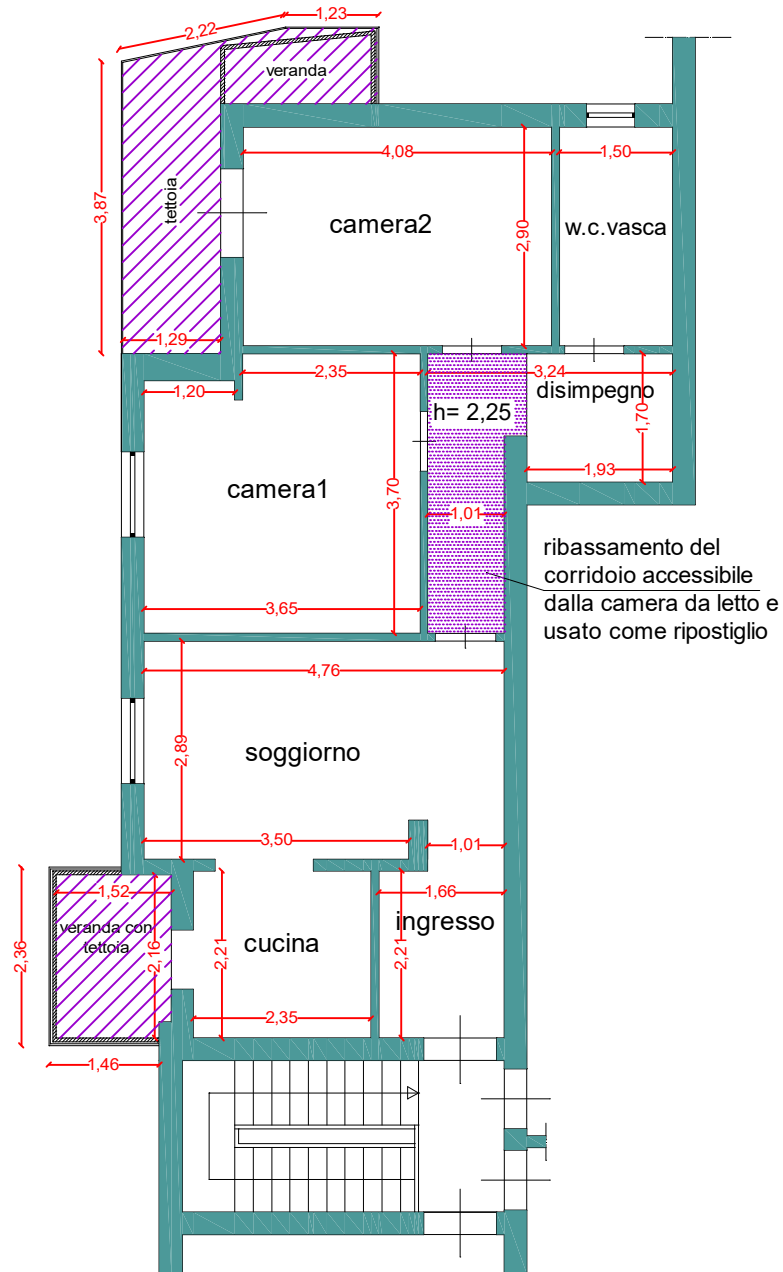 1,23
2,22
veranda
4,08
1,50
3,87
tettoia
camera2
2,90
w.c.vasca
1,29
2,35
3,24
disimpegno
1,20
h= 2,25
1,70
camera1
3,70
1,93
1,01
ribassamento del
corridoio accessibile
dalla camera da letto e
usato come ripostiglio
3,65
4,76
2,89
soggiorno
3,50
1,01
1,52
1,66
veranda con
tettoia
ingresso
2,36
2,16
2,21
cucina
2,21
2,35
1,46